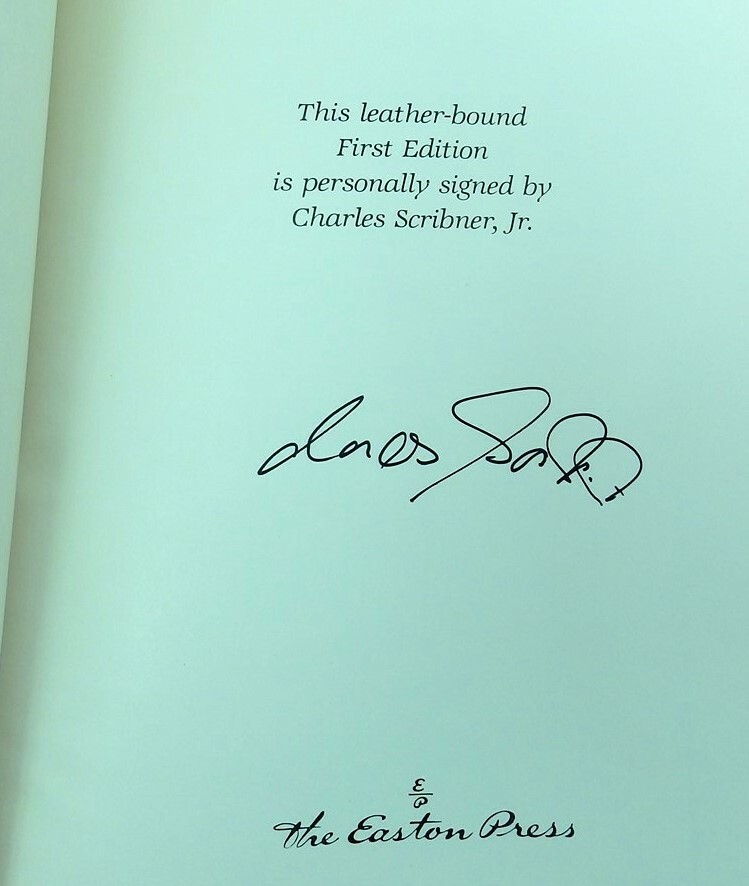 This leather-bound
First Edition
is personally signed by
Charles Scribner, Jr.
E
P
The Easton Press